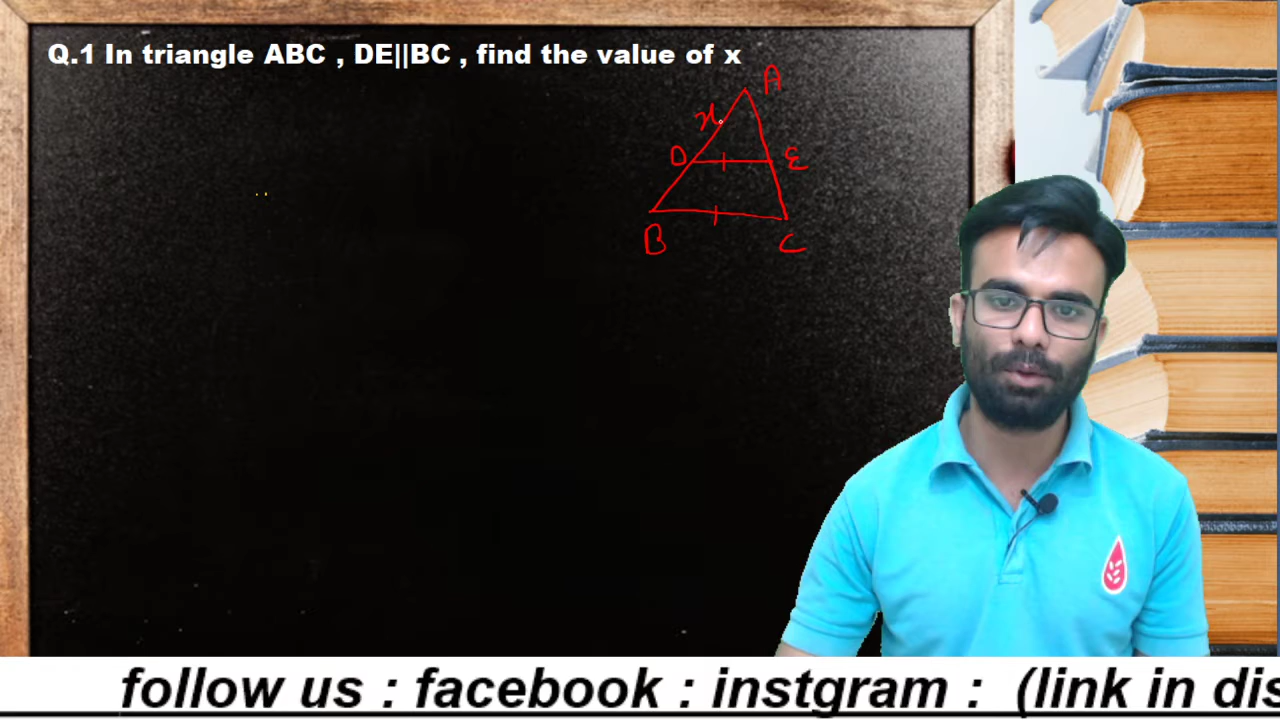 Q.1 In triangle ABC , DE||BC , find the value of x
A
x
D
E
B
C
follow us : facebook : instgram : (link in dis